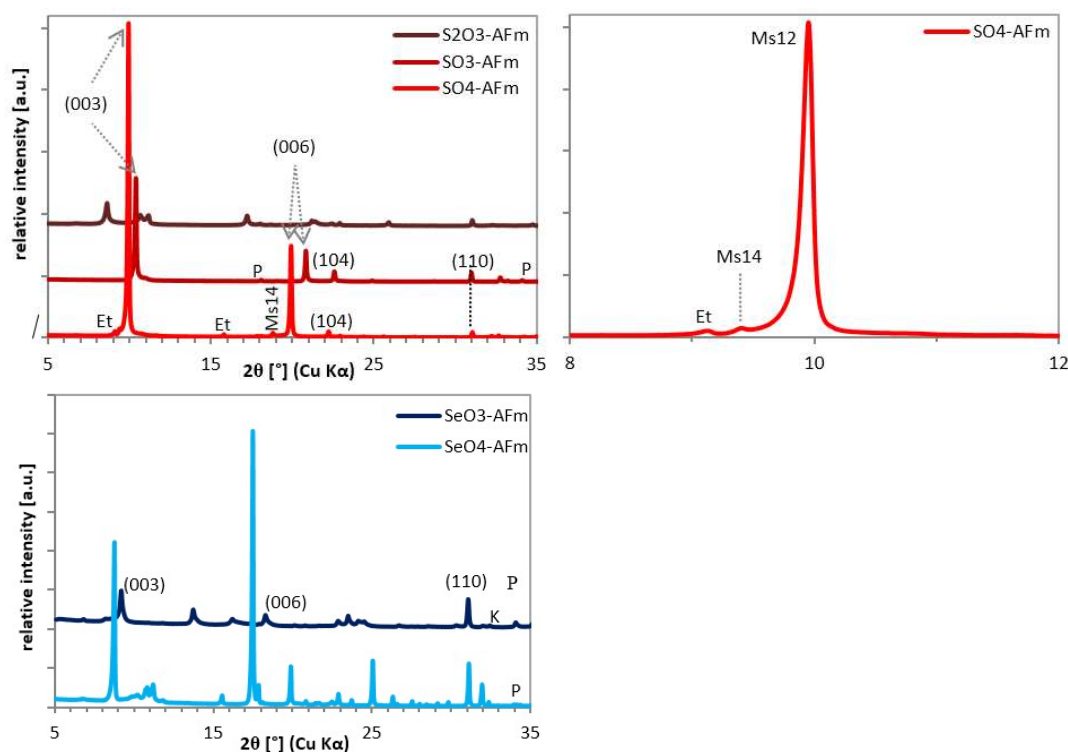 relative intensity [a.u.]
S2O3-AFm
SO3-AFm
SO4-AFm
(003)
(006)
P
(104)
(110)
P
Et
Et
Ms14
(104)
/
5
15
25
35
2θ [°] (Cu Kα)
SO4-AFm
Ms12
Ms14
Et
8
10
12
relative intensity [a.u.]
SeO3-AFm
SeO4-AFm
(003)
(006)
(110)
P
K
P
5
15
25
35
2θ [°] (Cu Kα)